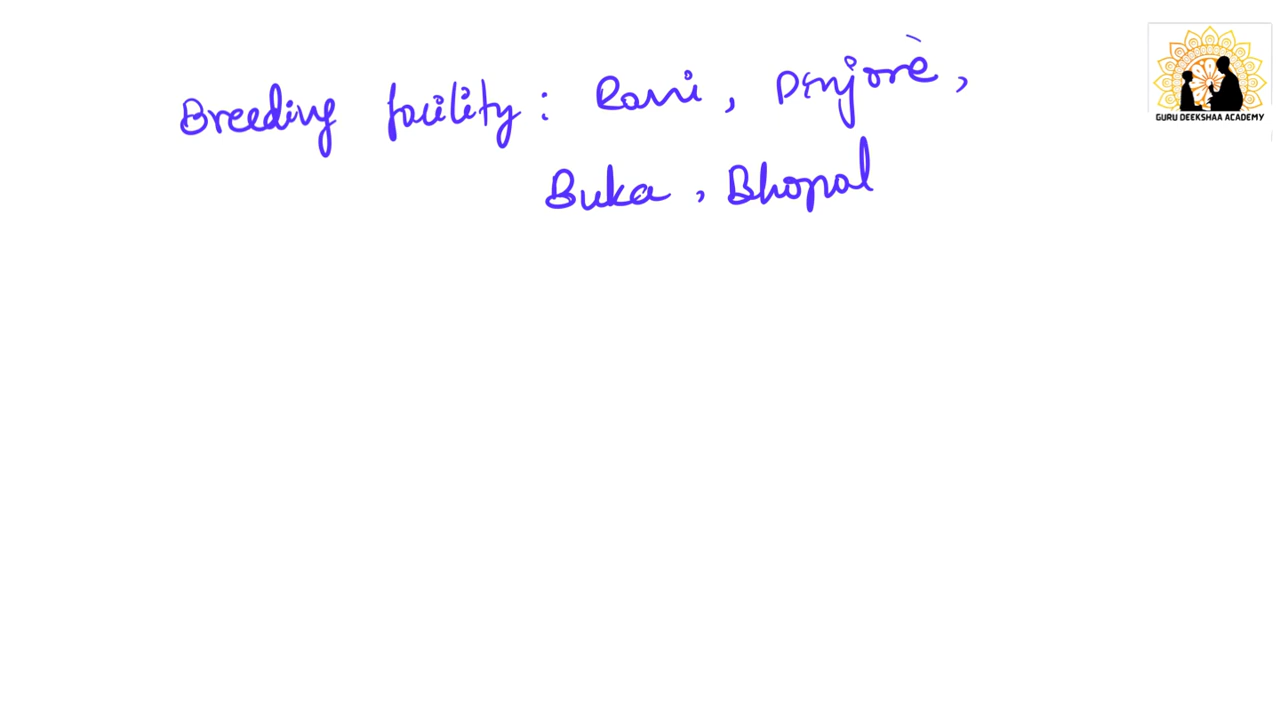 Breeding facility : Rani , Pinjore ,
Buka , Bhopal
GURU DEEKSHAA ACADEMY